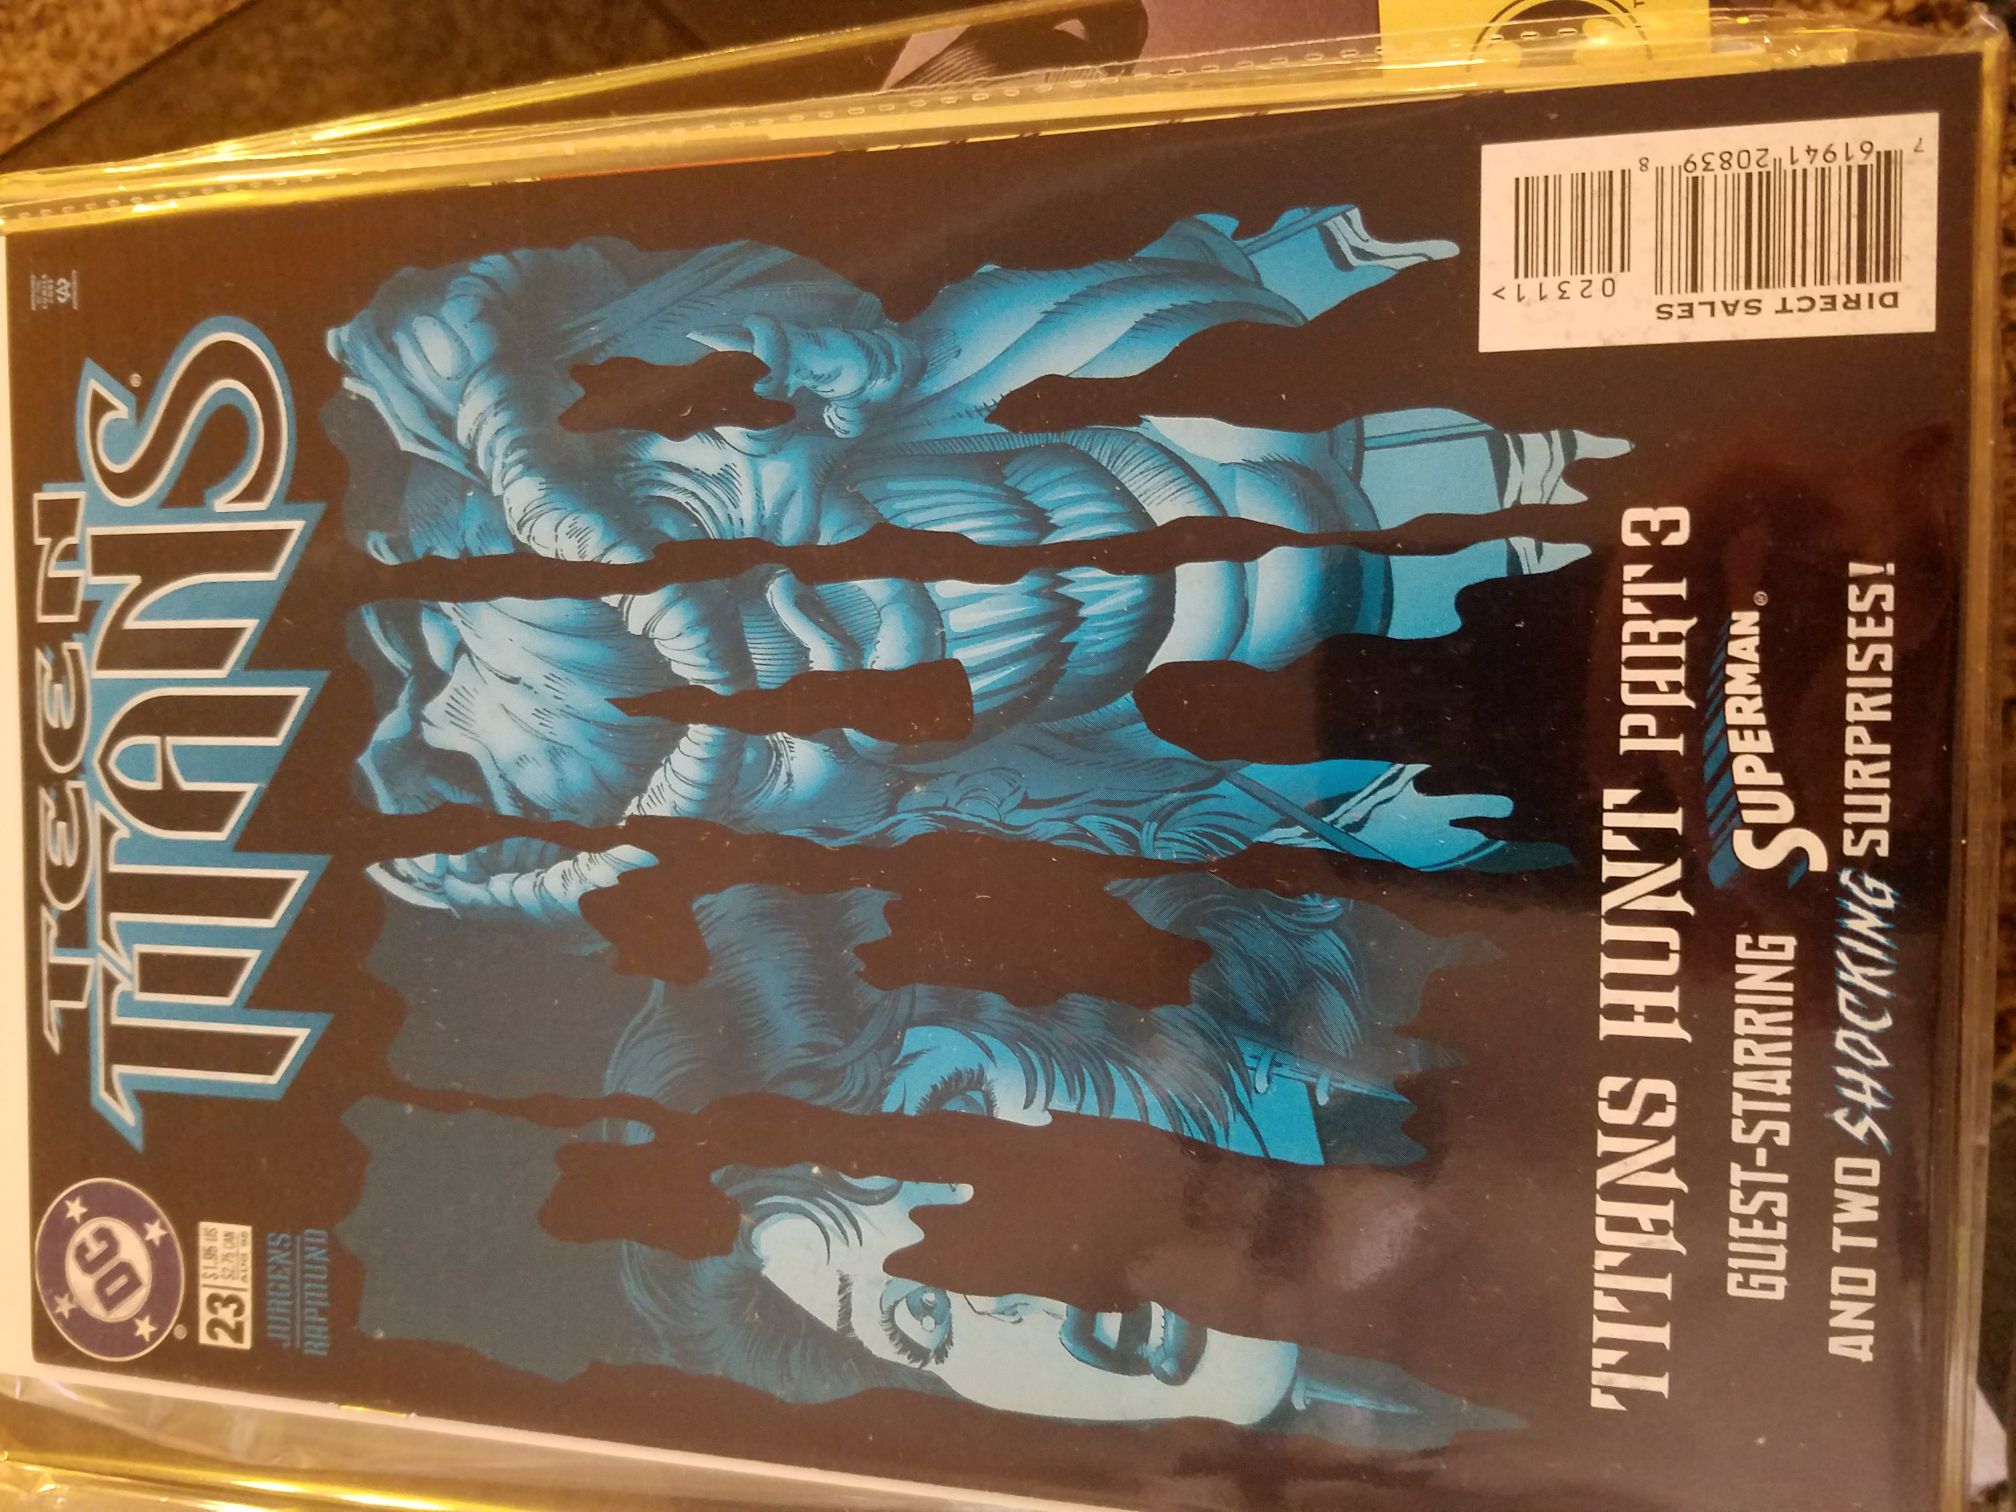 DC
®
23
$1.95 US
$2.75 CAN
AUG 98
JURGENS
RAPMUND
TEEN
TITANS
®
TITANS HUNT PART 3
GUEST-STARRING SUPERMAN®
AND TWO SHOCKING SURPRISES!
DIRECT SALES
7 61941 20839 8
02311>